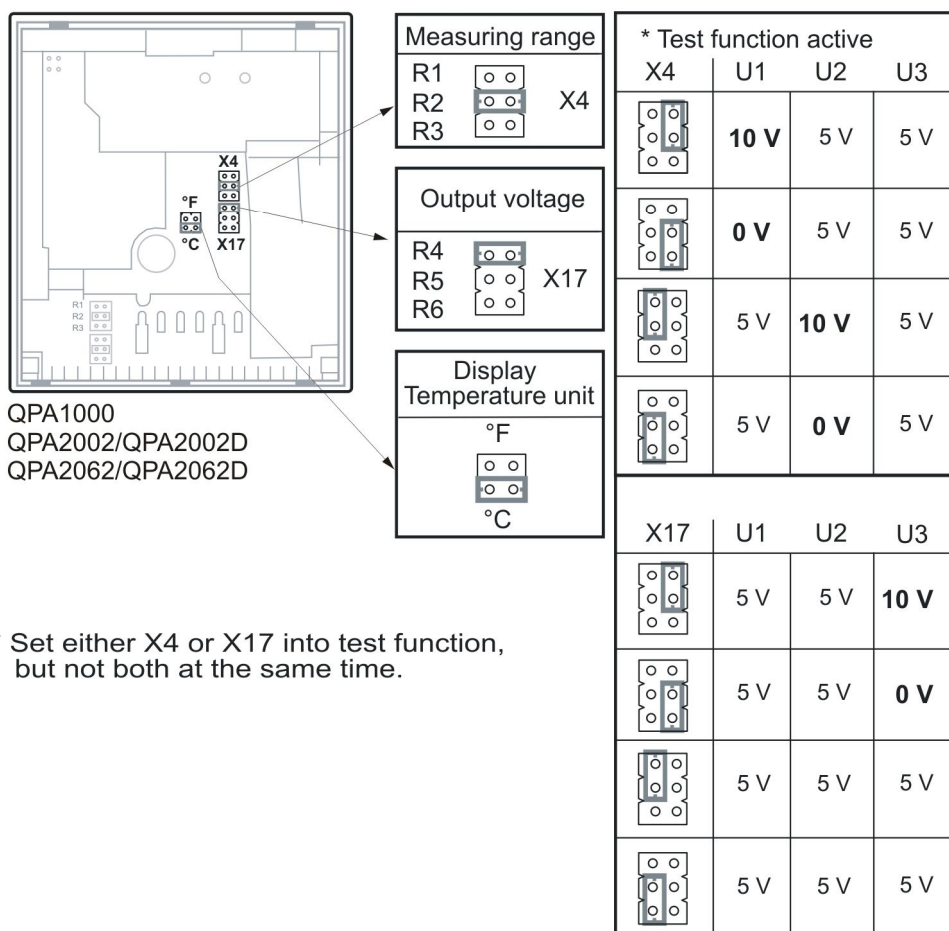 X4
°F
°C
X17
R1
R2
R3
QPA1000
QPA2002/QPA2002D
QPA2062/QPA2062D
Measuring range
R1
R2
R3
X4
Output voltage
R4
R5
R6
X17
Display
Temperature unit
°F
°C
* Test function active
X4 U1 U2 U3
10 V 5 V 5 V
0 V 5 V 5 V
5 V 10 V 5 V
5 V 0 V 5 V
X17 U1 U2 U3
5 V 5 V 10 V
5 V 5 V 0 V
5 V 5 V 5 V
5 V 5 V 5 V
* Set either X4 or X17 into test function,
but not both at the same time.